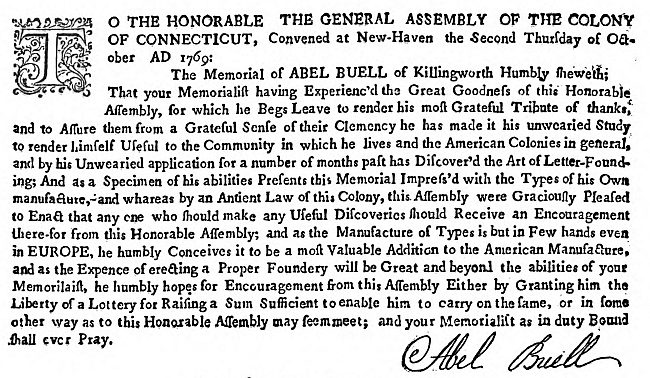 TO THE HONORABLE THE GENERAL ASSEMBLY OF THE COLONY
OF CONNECTICUT, Convened at New-Haven the Second Thurſday of Oct-
ober AD 1769:
The Memorial of ABEL BUELL of Killingworth Humbly ſheweth;
That your Memorialiſt having Experienc'd the Great Goodneſs of this Honorable
Aſſembly, for which he Begs Leave to render his moſt Grateful Tribute of thanks,
and to Aſſure them from a Grateful Senſe of their Clemency he has made it his unwearied Study
to render himſelf Uſeful to the Community in which he lives and the American Colonies in general,
and by his Unwearied application for a number of months paſt has Diſcover'd the Art of Letter-Found-
ing; And as a Specimen of his abilities Preſents this Memorial Impreſs'd with the Types of his Own
manufacture,-and whereas by an Antient Law of this Colony, this Aſſembly were Graciouſly Pleaſed
to Enact that any one who ſhould make any Uſeful Diſcoveries ſhould Receive an Encouragement
there-for from this Honorable Aſſembly; and as the Manufacture of Types is but in Few hands even
in EUROPE, he humbly Conceives it to be a moſt Valuable Addition to the American Manufacture,
and as the Expence of erecting a Proper Foundery will be Great and beyond the abilities of your
Memorilaiſt, he humbly hopes for Encouragement from this Aſſembly Either by Granting him the
Liberty of a Lottery for Raiſing a Sum Sufficient to enable him to carry on the ſame, or in ſome
other way as to this Honorable Aſſembly may ſeem meet; and your Memorialiſt as in duty Bound
ſhall ever Pray.
Abel Buell